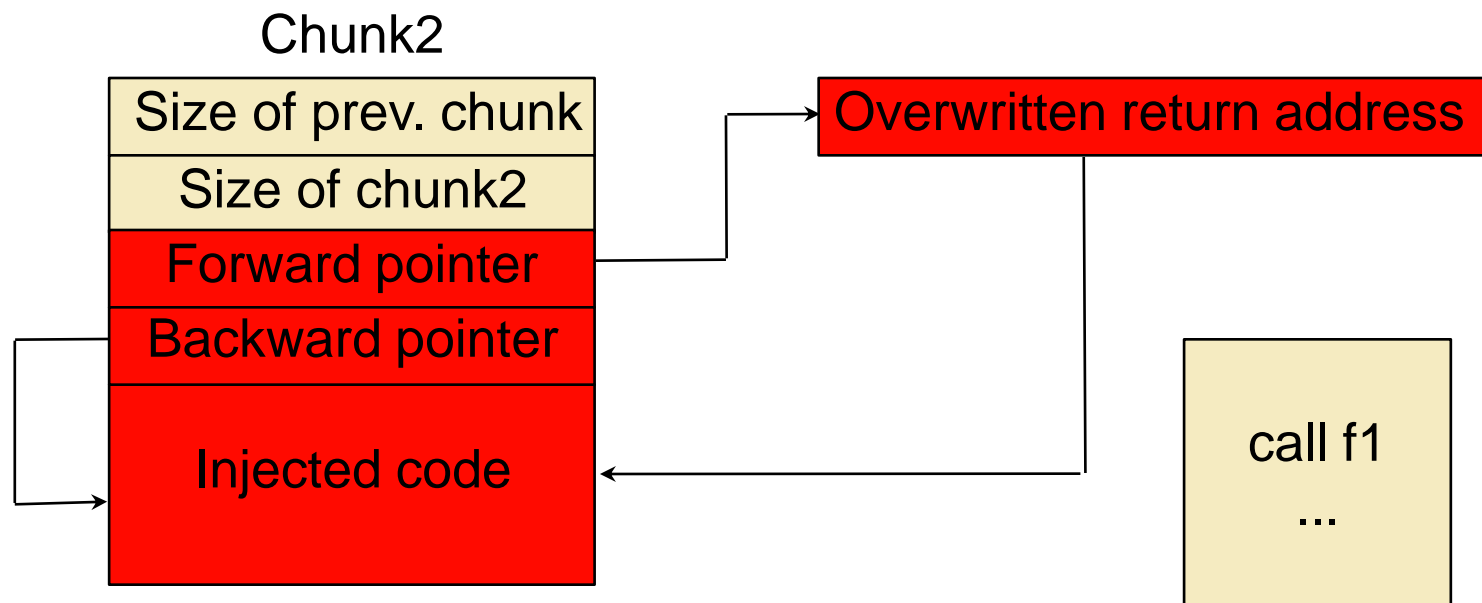 Chunk2
Size of prev. chunk
Size of chunk2
Forward pointer
Backward pointer
Injected code
Overwritten return address
call f1
...